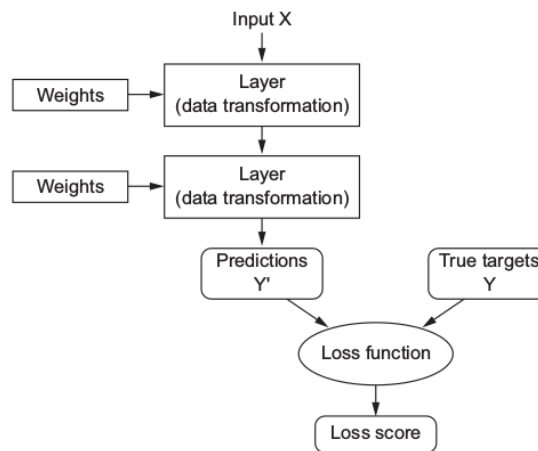 Input X
Layer
Weights
(data transformation)
Layer
Weights
(data transformation)
Predictions
Y'
True targets
Y
Loss function
Loss score